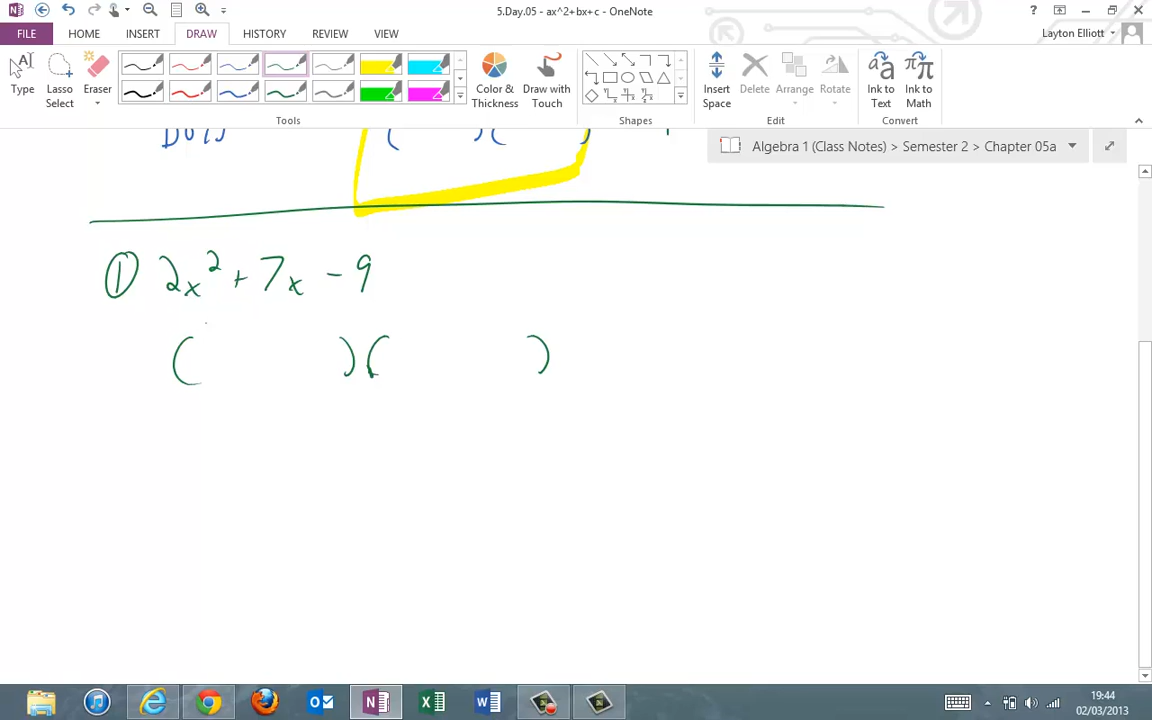 5.Day.05 - ax^2+bx+c - OneNote
FILE HOME INSERT DRAW HISTORY REVIEW VIEW
Layton Elliott
Type
Lasso Select
Eraser
Color & Thickness
Draw with Touch
Insert Space
Delete
Arrange
Rotate
Ink to Text
Ink to Math
Tools
Shapes
Edit
Convert
( )( )
Algebra 1 (Class Notes) > Semester 2 > Chapter 05a
① 2x² + 7x - 9
( )( )
19:44
02/03/2013